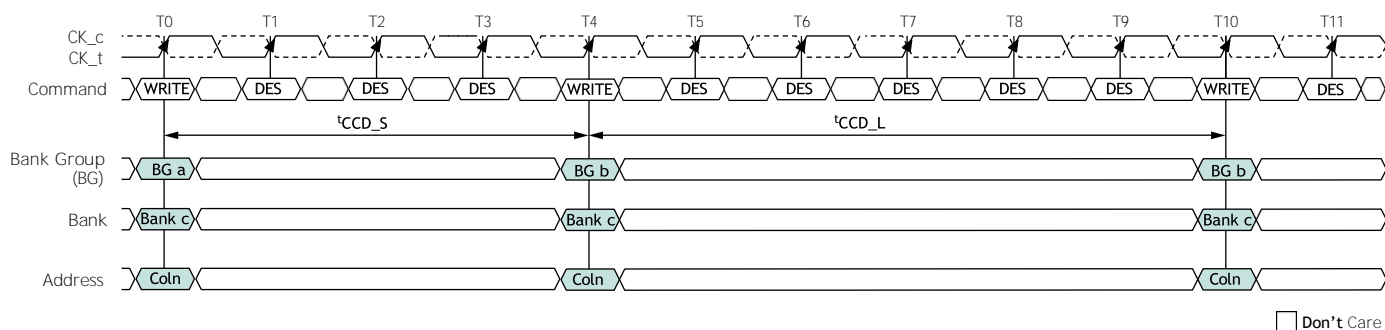 T0 T1 T2 T3 T4 T5 T6 T7 T8 T9 T10 T11
CK_c
CK_t
Command WRITE DES DES DES WRITE DES DES DES DES DES WRITE DES
tCCD_S tCCD_L
Bank Group
(BG)
BG a BG b BG b
Bank Bank c Bank c Bank c
Address Coln Coln Coln
Don't Care